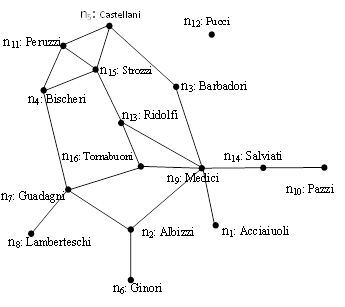 n5: Castellani
n12: Pucci
n11: Peruzzi
n15: Strozzi
n3: Barbadori
n4: Bischeri
n13: Ridolfi
n16: Tornabuoni
n14: Salviati
n9: Medici
n10: Pazzi
n7: Guadagni
n2: Albizzi
n1: Acciaiuoli
n8: Lamberteschi
n6: Ginori